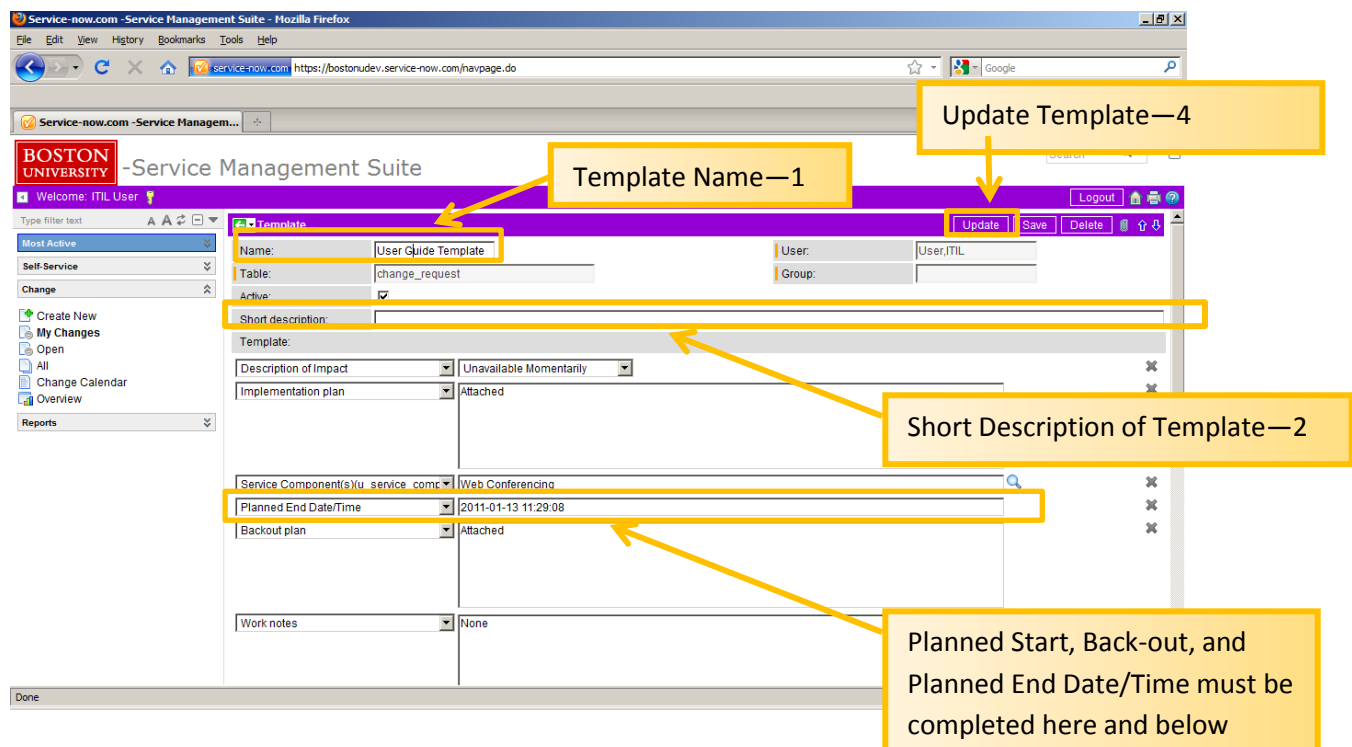 Service-now.com -Service Management Suite - Mozilla Firefox
File Edit View History Bookmarks Tools Help
service-now.com https://bostonudev.service-now.com/navpage.do
Google
Service-now.com -Service Managem...
Update Template—4
BOSTON
UNIVERSITY
-Service Management Suite
Template Name—1
Search
Welcome: ITIL User
Logout
Type filter text
A A
Template
Update Save Delete
Most Active
Name: User Guide Template
User: User,ITIL
Self-Service
Table: change_request
Group:
Change
Active:
Create New
Short description:
My Changes
Template:
Open
All
Description of Impact Unavailable Momentarily
Change Calendar
Implementation plan Attached
Overview
Reports
Short Description of Template—2
Service Component(s)(u_service_comp Web Conferencing
Planned End Date/Time 2011-01-13 11:29:08
Backout plan Attached
Work notes None
Planned Start, Back-out, and
Planned End Date/Time must be
completed here and below
Done